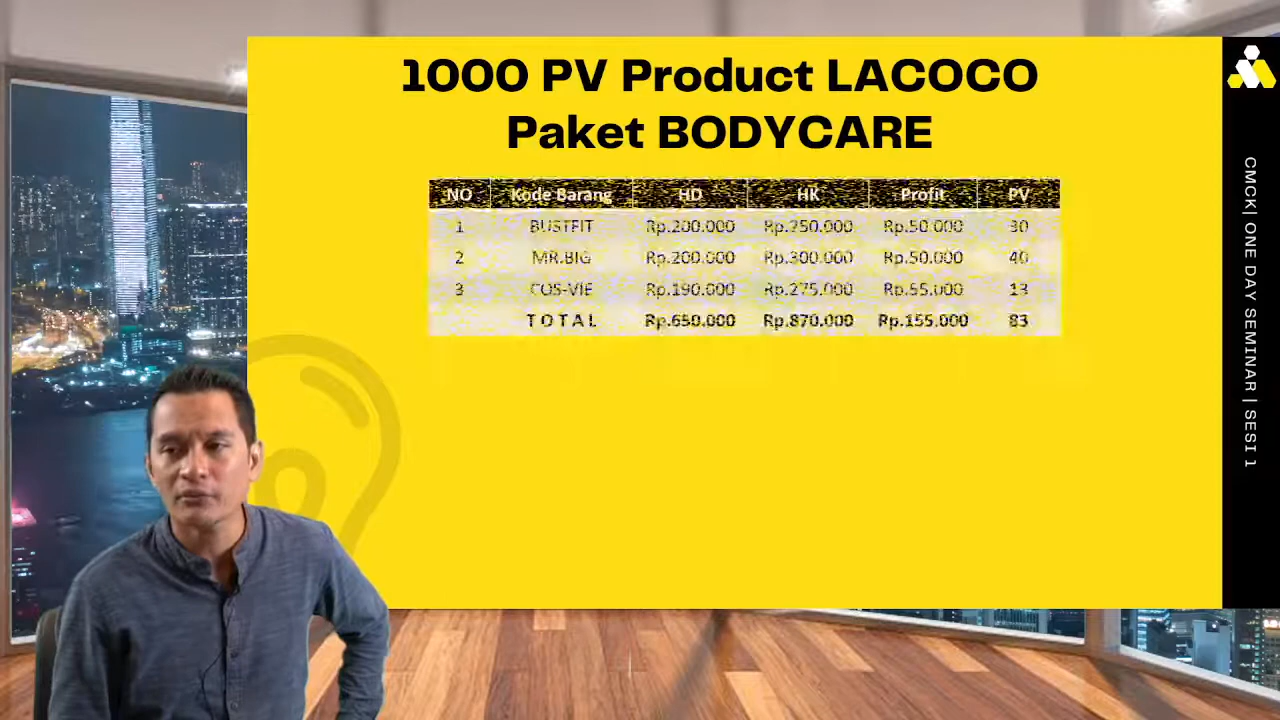 1000 PV Product LACOCO
Paket BODYCARE
NO Kode Barang HD HK Profit PV
1 BUSTFIT Rp.200.000 Rp.250.000 Rp.50.000 30
2 MR.BIG Rp.200.000 Rp.300.000 Rp.50.000 40
3 COS-VIE Rp.190.000 Rp.275.000 Rp.55.000 13
T O T A L Rp.650.000 Rp.870.000 Rp.155.000 83
CMCK| ONE DAY SEMINAR | SESI 1